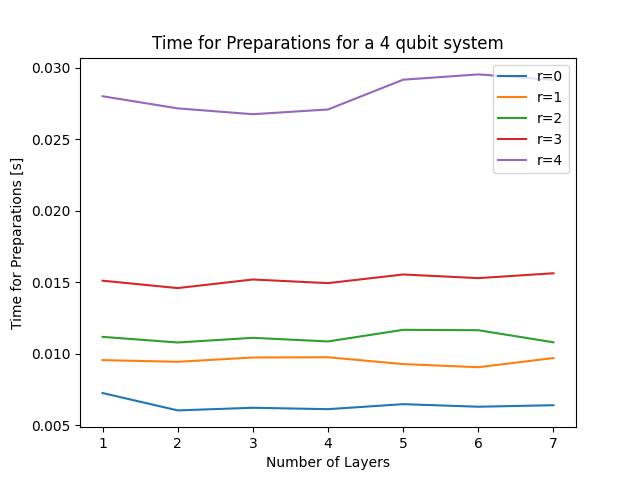 Time for Preparations for a 4 qubit system
0.030
0.025
0.020
0.015
0.010
0.005
Time for Preparations [s]
r=0
r=1
r=2
r=3
r=4
1 2 3 4 5 6 7
Number of Layers